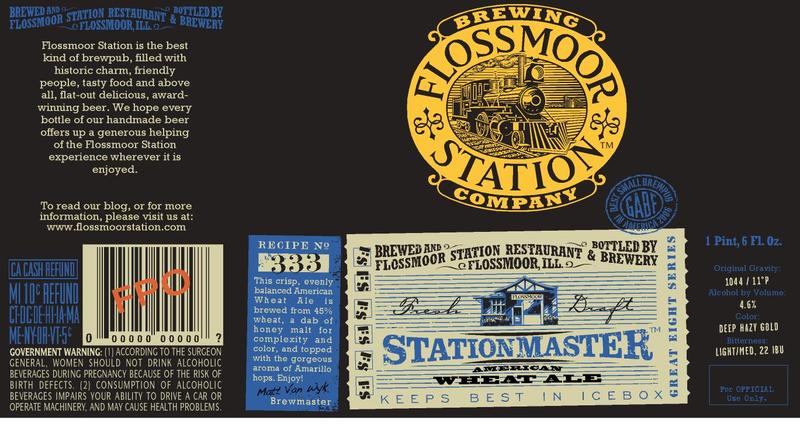 BREWED AND FLOSSMOOR STATION RESTAURANT & BREWERY BOTTLED BY
FLOSSMOOR, ILL.
Flossmoor Station is the best
kind of brewpub, filled with
historic charm, friendly
people, tasty food and above
all, flat-out delicious, award-
winning beer. We hope every
bottle of our handmade beer
offers up a generous helping
of the Flossmoor Station
experience wherever it is
enjoyed.
To read our blog, or for more
information, please visit us at:
www.flossmoorstation.com
CA CASH REFUND
MI 10¢ REFUND
CT-DC-DE-HI-IA-MA
ME-NY-OR-VT-5¢
FPO
0 00000 00000 ?
GOVERNMENT WARNING: (1) ACCORDING TO THE SURGEON
GENERAL, WOMEN SHOULD NOT DRINK ALCOHOLIC
BEVERAGES DURING PREGNANCY BECAUSE OF THE RISK OF
BIRTH DEFECTS. (2) CONSUMPTION OF ALCOHOLIC
BEVERAGES IMPAIRS YOUR ABILITY TO DRIVE A CAR OR
OPERATE MACHINERY, AND MAY CAUSE HEALTH PROBLEMS.
BREWING
FLOSSMOOR
STATION
TM
COMPANY
BEST SMALL BREWPUB
GABF
IN AMERICA 2006
RECIPE No
333
This crisp, evenly
balanced American
Wheat Ale is
brewed from 45%
wheat, a dab of
honey malt for
complexity and
color, and topped
with the gorgeous
aroma of Amarillo
hops. Enjoy!
Matt Van Wyk
Brewmaster
F.S. F.S. F.S. F.S. F.S.
BREWED AND FLOSSMOOR STATION RESTAURANT & BREWERY BOTTLED BY
FLOSSMOOR, ILL.
FLOSSMOOR
Fresh Draft
STATIONMASTER TM
AMERICAN
WHEAT ALE
KEEPS BEST IN ICEBOX
GREAT EIGHT SERIES
1 Pint, 6 Fl. Oz.
Original Gravity:
1044 / 11°P
Alcohol by Volume:
4.6%
Color:
DEEP HAZY GOLD
Bitterness:
LIGHT/MED, 22 IBU
For OFFICIAL
Use Only.